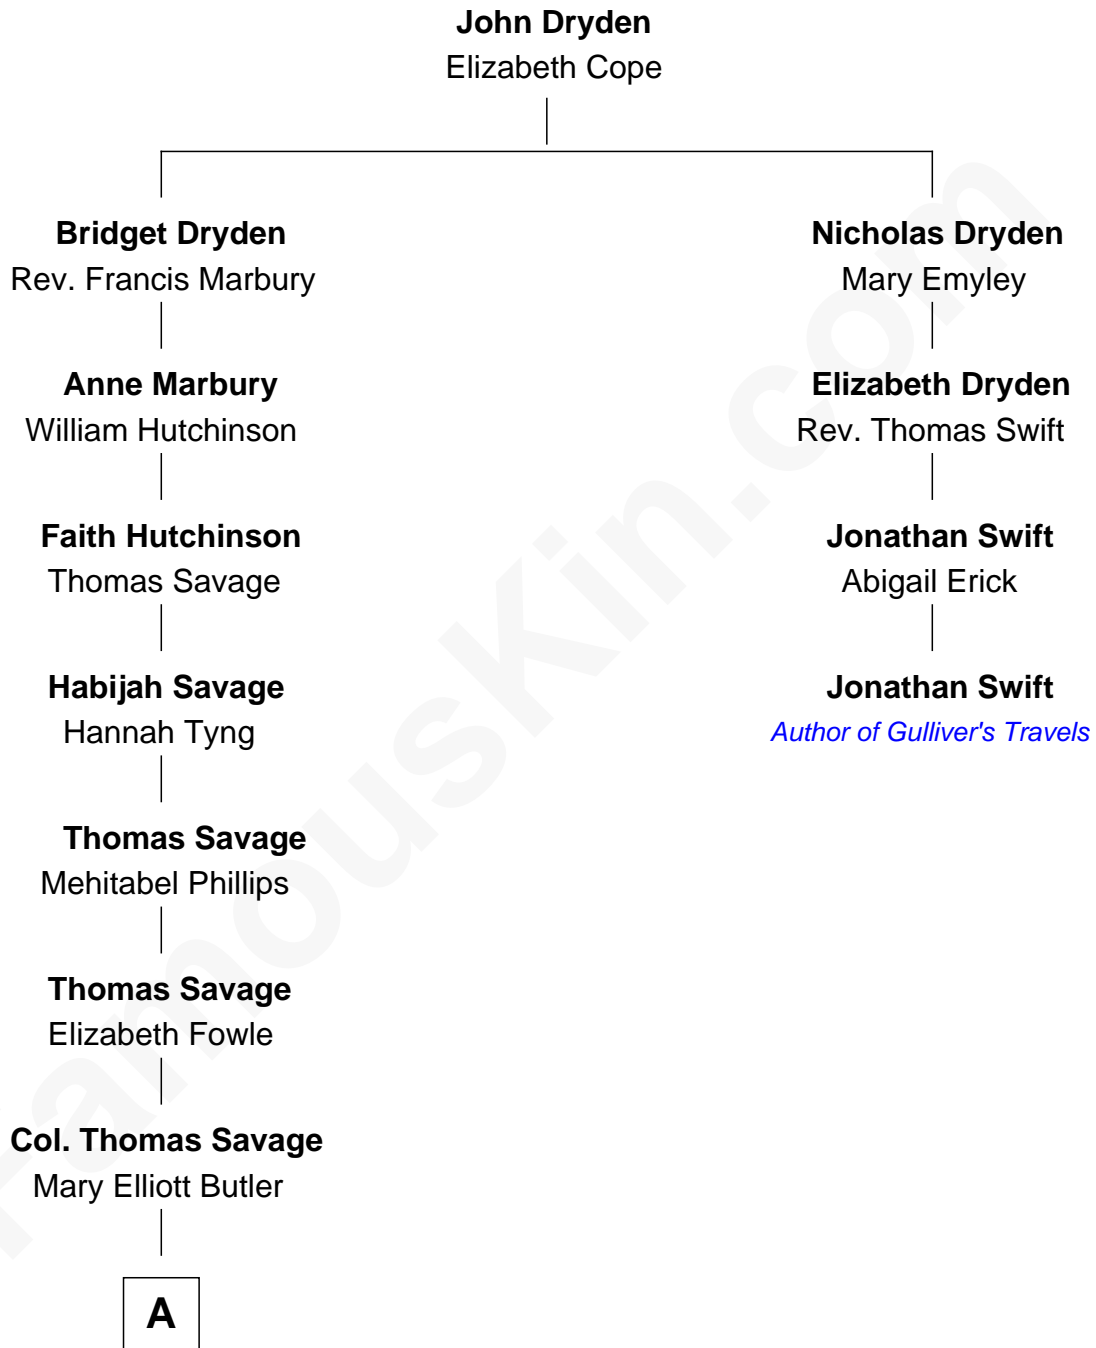 John Dryden
Elizabeth Cope
Bridget Dryden
Rev. Francis Marbury
Nicholas Dryden
Mary Emyley
Anne Marbury
William Hutchinson
Elizabeth Dryden
Rev. Thomas Swift
Faith Hutchinson
Thomas Savage
Jonathan Swift
Abigail Erick
Habijah Savage
Hannah Tyng
Jonathan Swift
Author of Gulliver's Travels
Thomas Savage
Mehitabel Phillips
Thomas Savage
Elizabeth Fowle
Col. Thomas Savage
Mary Elliott Butler
A
FamousKin.com